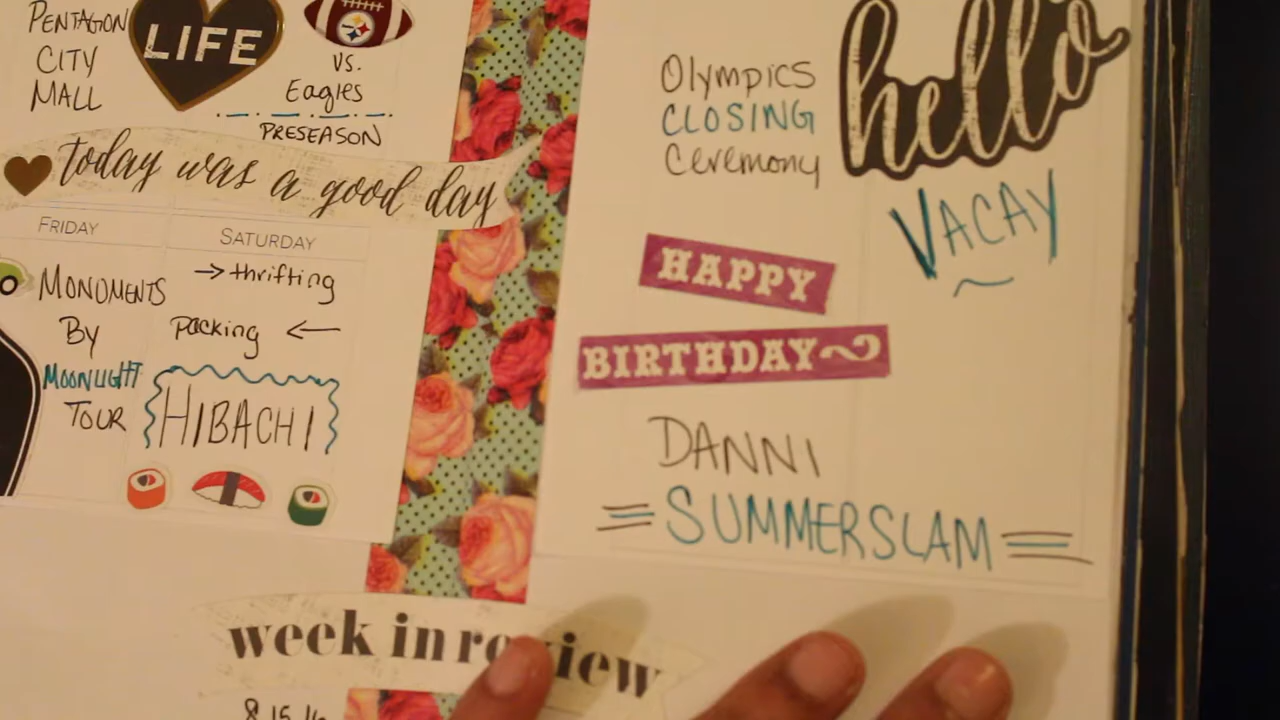 PENTAGON
CITY
MALL
LIFE
VS.
Eagles
PRESEASON
today was a good day
FRIDAY
MONUMENTS
By
MOONLIGHT
TOUR
SATURDAY
→ thrifting
packing ←
HIBACHI
Olympics
CLOSING
Ceremony
hello
VACAY
HAPPY
BIRTHDAY
DANNI
SUMMERSLAM
week in review